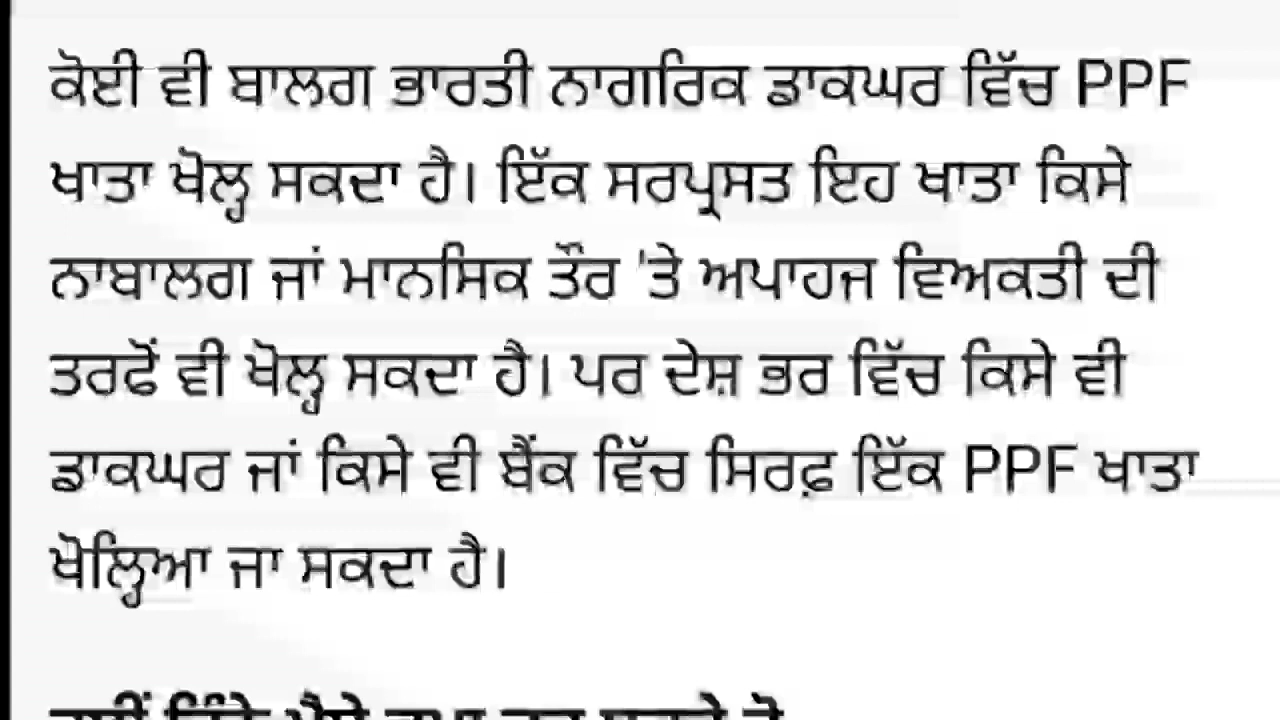 ਕੋਈ ਵੀ ਬਾਲਗ ਭਾਰਤੀ ਨਾਗਰਿਕ ਡਾਕਘਰ ਵਿੱਚ PPF
ਖਾਤਾ ਖੋਲ੍ਹ ਸਕਦਾ ਹੈ। ਇੱਕ ਸਰਪ੍ਰਸਤ ਇਹ ਖਾਤਾ ਕਿਸੇ
ਨਾਬਾਲਗ ਜਾਂ ਮਾਨਸਿਕ ਤੌਰ 'ਤੇ ਅਪਾਹਜ ਵਿਅਕਤੀ ਦੀ
ਤਰਫੋਂ ਵੀ ਖੋਲ੍ਹ ਸਕਦਾ ਹੈ। ਪਰ ਦੇਸ਼ ਭਰ ਵਿੱਚ ਕਿਸੇ ਵੀ
ਡਾਕਘਰ ਜਾਂ ਕਿਸੇ ਵੀ ਬੈਂਕ ਵਿੱਚ ਸਿਰਫ਼ ਇੱਕ PPF ਖਾਤਾ
ਖੋਲ੍ਹਿਆ ਜਾ ਸਕਦਾ ਹੈ।